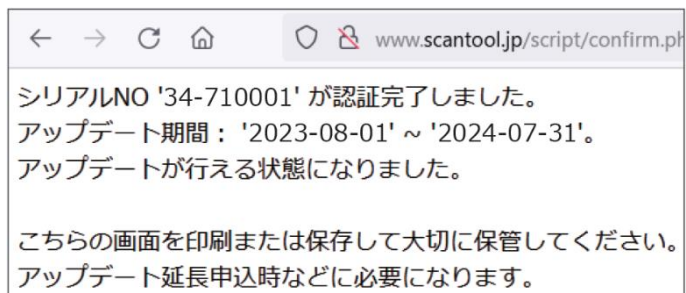 www.scantool.jp/script/confirm.ph
シリアルNO '34-710001' が認証完了しました。
アップデート期間： '2023-08-01' ~ '2024-07-31'。
アップデートが行える状態になりました。
こちらの画面を印刷または保存して大切に保管してください。
アップデート延長申込時などに必要になります。